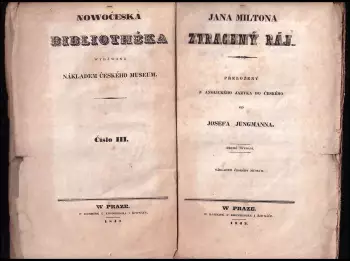 NOWOČESKÁ
BIBLIOTHÉKA
NÁKLADEM ČESKÉHO MUSEUM.
Číslo III.
W PRAZE.
JANA MILTONA
ZTRACENÝ RÁJ.
PŘELOŽENÝ
Z ANGLICKÉHO JAZYKA DO ČESKÉHO
OD
JOSEFA JUNGMANNA.
W PRAZE.